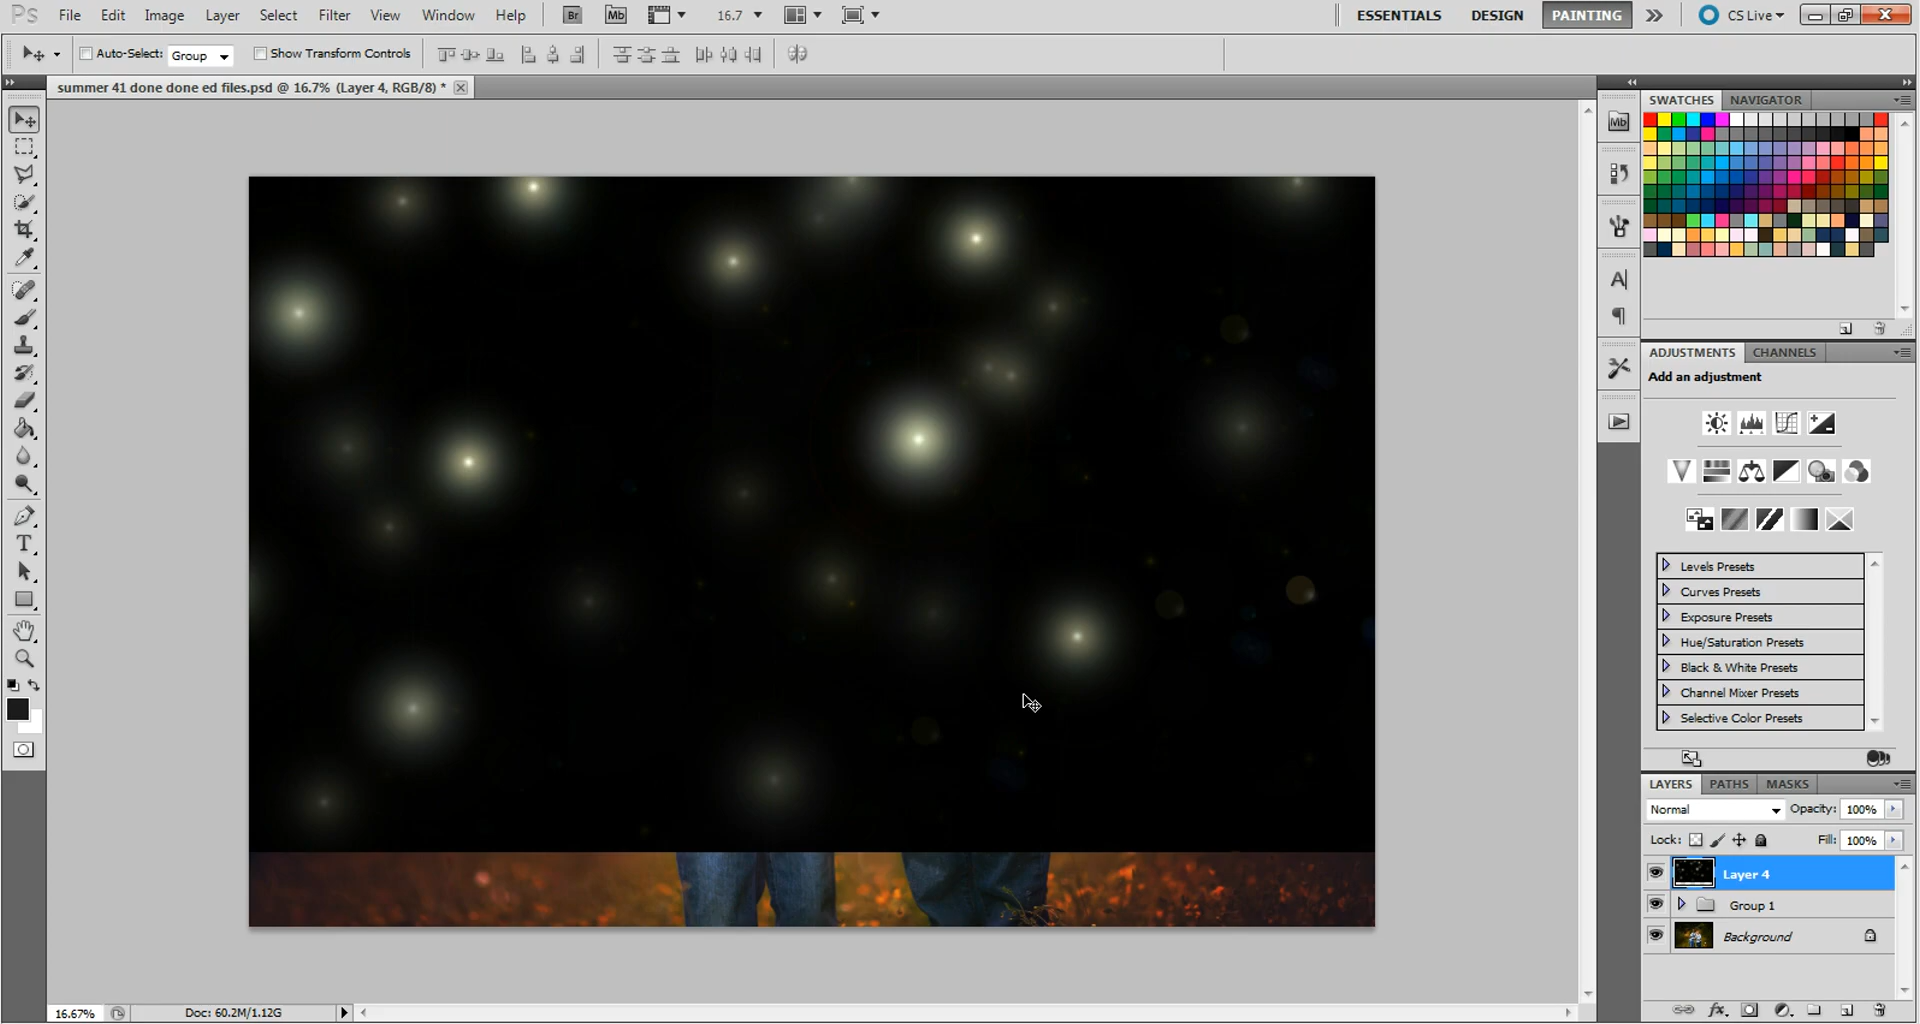 Ps File Edit Image Layer Select Filter View Window Help Br Mb 16.7 ESSENTIALS DESIGN PAINTING CS Live
Auto-Select: Group Show Transform Controls
summer 41 done done ed files.psd @ 16.7% (Layer 4, RGB/8) *
SWATCHES NAVIGATOR
Mb
A
T
ADJUSTMENTS CHANNELS
Add an adjustment
Levels Presets
Curves Presets
Exposure Presets
Hue/Saturation Presets
Black & White Presets
Channel Mixer Presets
Selective Color Presets
LAYERS PATHS MASKS
Normal Opacity: 100%
Lock: Fill: 100%
Layer 4
Group 1
Background
fx
16.67% Doc: 60.2M/1.12G